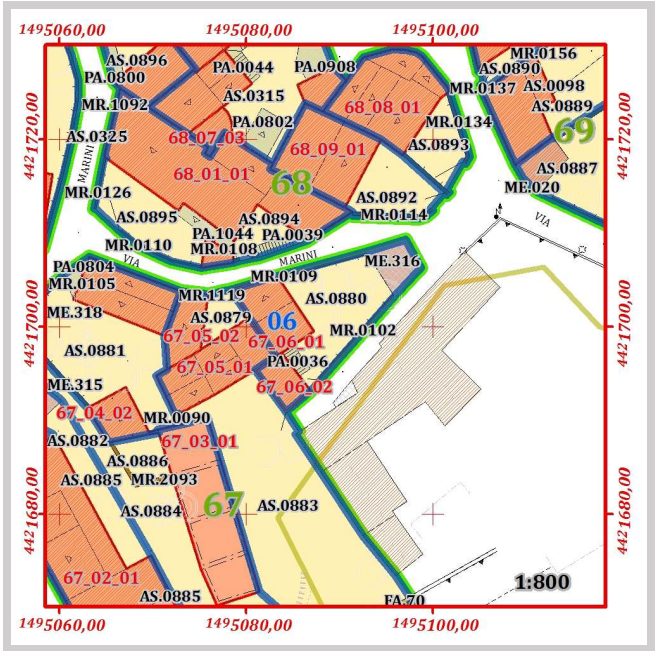 1495060,00 1495080,00 1495100,00
AS.0896 PA.0044 PA.0908 MR.0156
PA.0800 AS.0890
AS.0315 MR.0137 AS.0098
MR.1092 68_08_01 AS.0889
4421720,00 AS.0325 PA.0802 MR.0134 69 4421720,00
68_07_03 68_09_01 AS.0893
MARINI 68_01_01 AS.0887
68
MR.0126 AS.0892 ME.020
AS.0895 AS.0894 MR.0114 VIA
PA.1044 PA.0039
MR.0110 MR.0108
VIA MARINI ME.316
PA.0804 MR.0109
MR.0105 MR.1119 AS.0880
ME.318 AS.0879 06
4421700,00 67_05_02 67_06_01 MR.0102 4421700,00
AS.0881 PA.0036
67_05_01
ME.315 67_06_02
67_04_02 MR.0090
AS.0882 67_03_01
AS.0886
AS.0885 MR.2093
4421680,00 AS.0884 67 AS.0883 4421680,00
67_02_01 1:800
AS.0885 FA.70
1495060,00 1495080,00 1495100,00